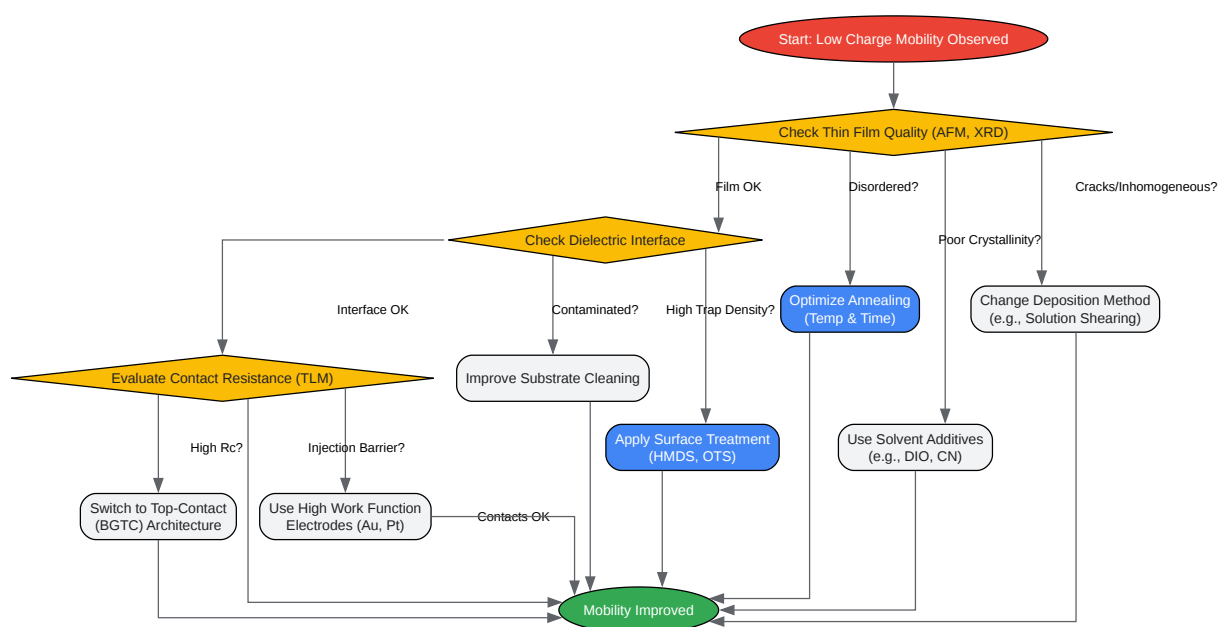 Start: Low Charge Mobility Observed
Check Thin Film Quality (AFM, XRD)
Film OK
Disordered?
Cracks/Inhomogeneous?
Check Dielectric Interface
Poor Crystallinity?
Interface OK
Contaminated?
High Trap Density?
Optimize Annealing
(Temp & Time)
Change Deposition Method
(e.g., Solution Shearing)
Evaluate Contact Resistance (TLM)
Improve Substrate Cleaning
High Rc?
Injection Barrier?
Apply Surface Treatment
(HMDS, OTS)
Use Solvent Additives
(e.g., DIO, CN)
Switch to Top-Contact
(BGTC) Architecture
Use High Work Function
Electrodes (Au, Pt)
Contacts OK
Mobility Improved